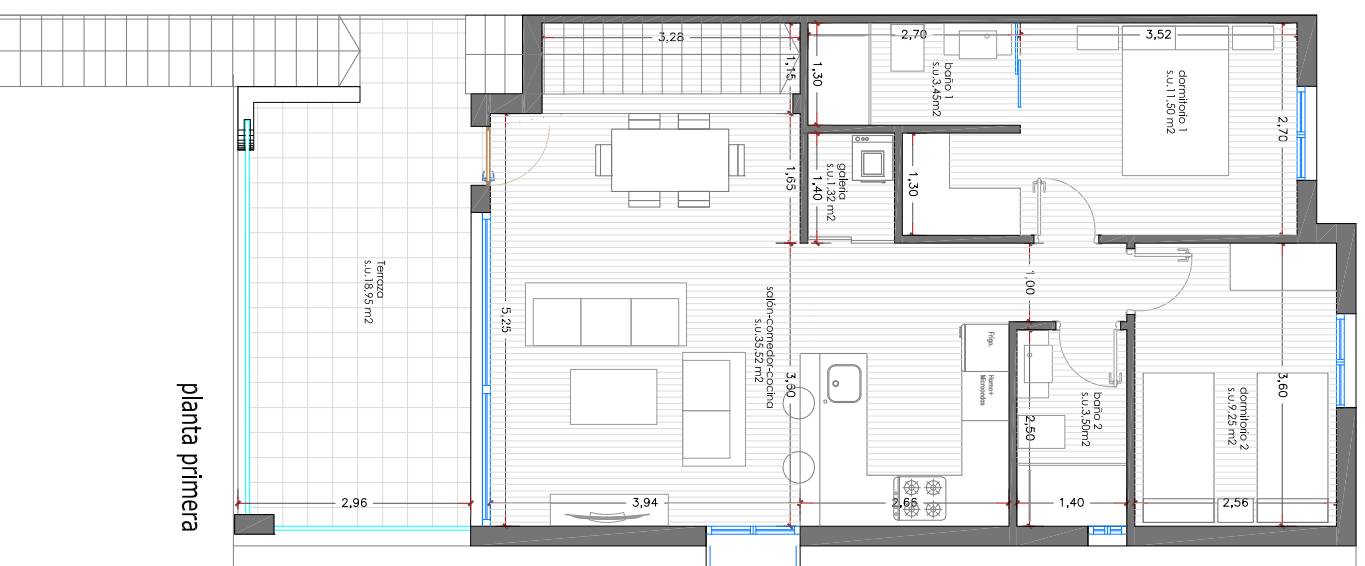 3,28
1,15
1,30
2,70
baño 1
s.u.3,45m2
3,52
dormitorio 1
s.u.11,50 m2
2,70
1,65
galeria
s.u.1,32 m2
1,40
1,30
Terraza
s.u.18,95 m2
5,25
salón-comedor-cocina
s.u.35,52 m2
1,00
Frigo.
Horno+
Microondas
3,60
baño 2
s.u.3,50m2
2,50
dormitorio 2
s.u.9,25 m2
3,60
planta primera
2,96
3,94
2,66
1,40
2,56